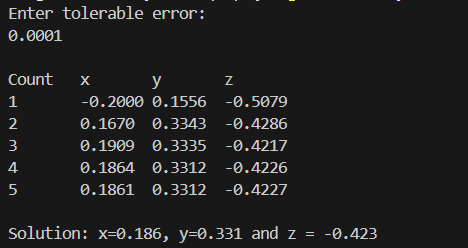 Enter tolerable error:
0.0001
Count x y z
1 -0.2000 0.1556 -0.5079
2 0.1670 0.3343 -0.4286
3 0.1909 0.3335 -0.4217
4 0.1864 0.3312 -0.4226
5 0.1861 0.3312 -0.4227
Solution: x=0.186, y=0.331 and z = -0.423